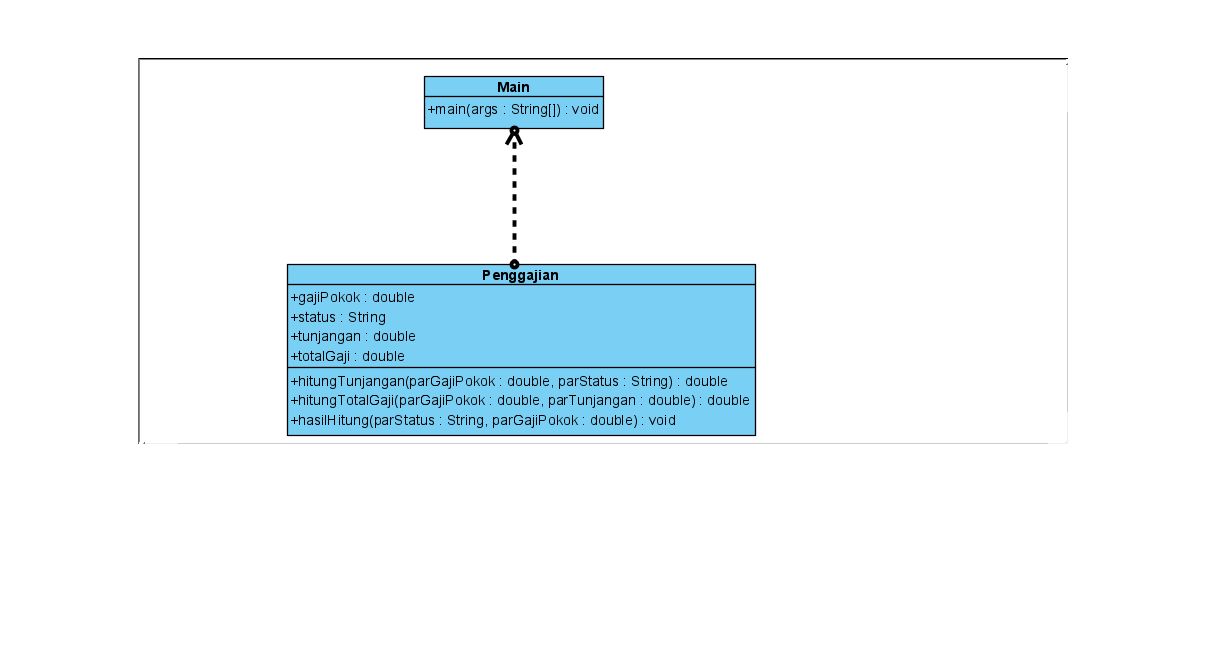 Main
+main(args : String[]) : void
Penggajian
+gajiPokok : double
+status : String
+tunjangan : double
+totalGaji : double
+hitungTunjangan(parGajiPokok : double, parStatus : String) : double
+hitungTotalGaji(parGajiPokok : double, parTunjangan : double) : double
+hasilHitung(parStatus : String, parGajiPokok : double) : void